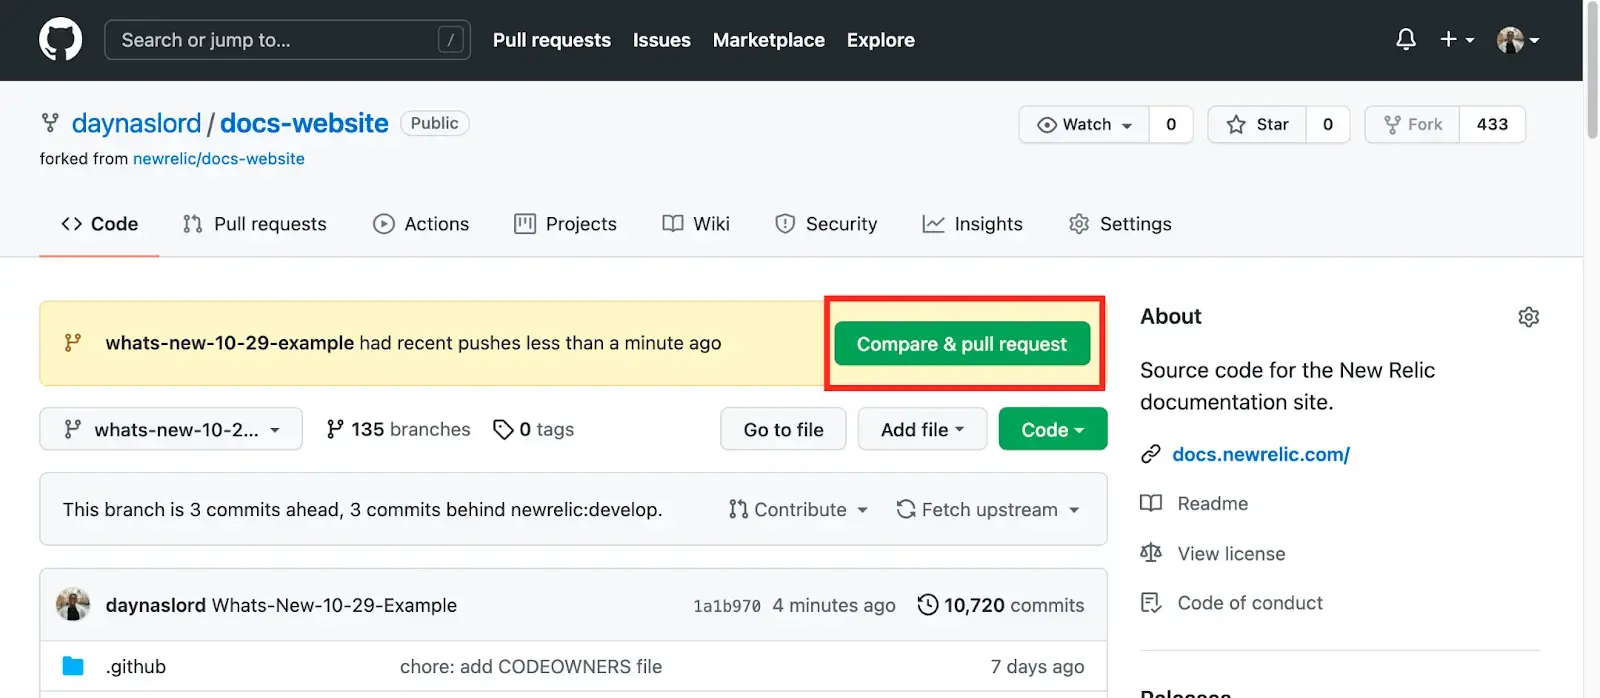 Search or jump to... / Pull requests Issues Marketplace Explore
daynaslord / docs-website Public Watch 0 Star 0 Fork 433
forked from newrelic/docs-website
Code Pull requests Actions Projects Wiki Security Insights Settings
whats-new-10-29-example had recent pushes less than a minute ago Compare & pull request
whats-new-10-2... 135 branches 0 tags Go to file Add file Code
This branch is 3 commits ahead, 3 commits behind newrelic:develop. Contribute Fetch upstream
daynaslord Whats-New-10-29-Example 1a1b970 4 minutes ago 10,720 commits
.github chore: add CODEOWNERS file 7 days ago
About
Source code for the New Relic
documentation site.
docs.newrelic.com/
Readme
View license
Code of conduct
Releases